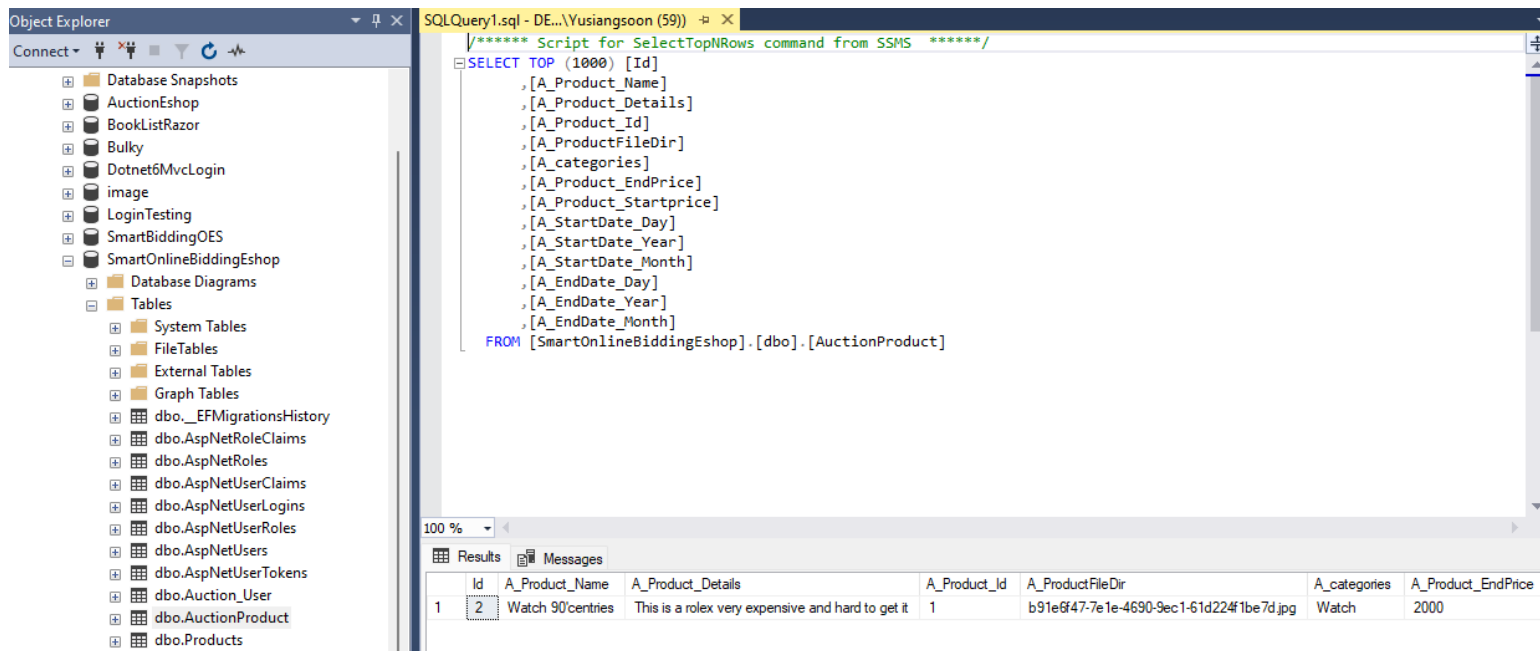 Object Explorer
Connect
Database Snapshots
AuctionEshop
BookListRazor
Bulky
Dotnet6MvcLogin
image
LoginTesting
SmartBiddingOES
SmartOnlineBiddingEshop
Database Diagrams
Tables
System Tables
FileTables
External Tables
Graph Tables
dbo.__EFMigrationsHistory
dbo.AspNetRoleClaims
dbo.AspNetRoles
dbo.AspNetUserClaims
dbo.AspNetUserLogins
dbo.AspNetUserRoles
dbo.AspNetUsers
dbo.AspNetUserTokens
dbo.Auction_User
dbo.AuctionProduct
dbo.Products
SQLQuery1.sql - DE...\Yusiangsoon (59))
/****** Script for SelectTopNRows command from SSMS  ******/
SELECT TOP (1000) [Id]
,[A_Product_Name]
,[A_Product_Details]
,[A_Product_Id]
,[A_ProductFileDir]
,[A_categories]
,[A_Product_EndPrice]
,[A_Product_Startprice]
,[A_StartDate_Day]
,[A_StartDate_Year]
,[A_StartDate_Month]
,[A_EndDate_Day]
,[A_EndDate_Year]
,[A_EndDate_Month]
FROM [SmartOnlineBiddingEshop].[dbo].[AuctionProduct]
100 %
Results Messages
Id A_Product_Name A_Product_Details A_Product_Id A_ProductFileDir A_categories A_Product_EndPrice
1 2 Watch 90'centries This is a rolex very expensive and hard to get it 1 b91e6f47-7e1e-4690-9ec1-61d224f1be7d.jpg Watch 2000